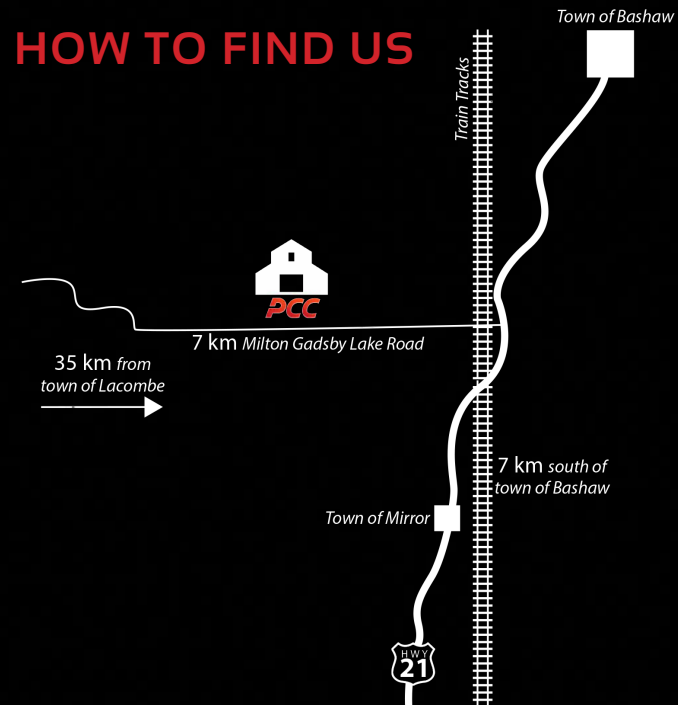 Town of Bashaw
HOW TO FIND US
Train Tracks
PCC
7 km Milton Gadsby Lake Road
35 km from
town of Lacombe
7 km south of
town of Bashaw
Town of Mirror
HWY
21